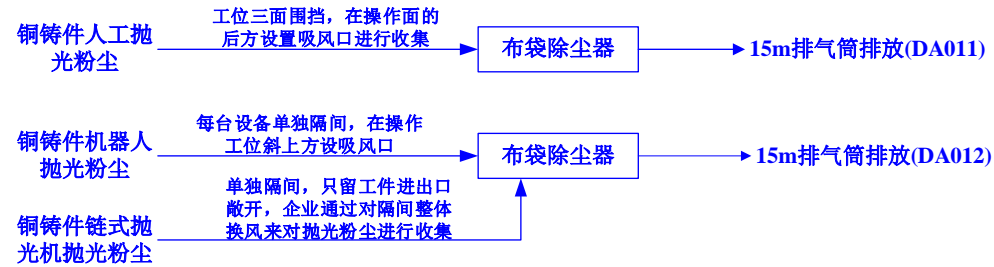 工位三面围挡，在操作面的
后方设置吸风口进行收集
铜铸件人工抛
光粉尘
布袋除尘器
15m排气筒排放(DA011)
每台设备单独隔间，在操作
工位斜上方设吸风口
铜铸件机器人
抛光粉尘
布袋除尘器
15m排气筒排放(DA012)
单独隔间，只留工件进出口
敞开，企业通过对隔间整体
换风来对抛光粉尘进行收集
铜铸件链式抛
光机抛光粉尘